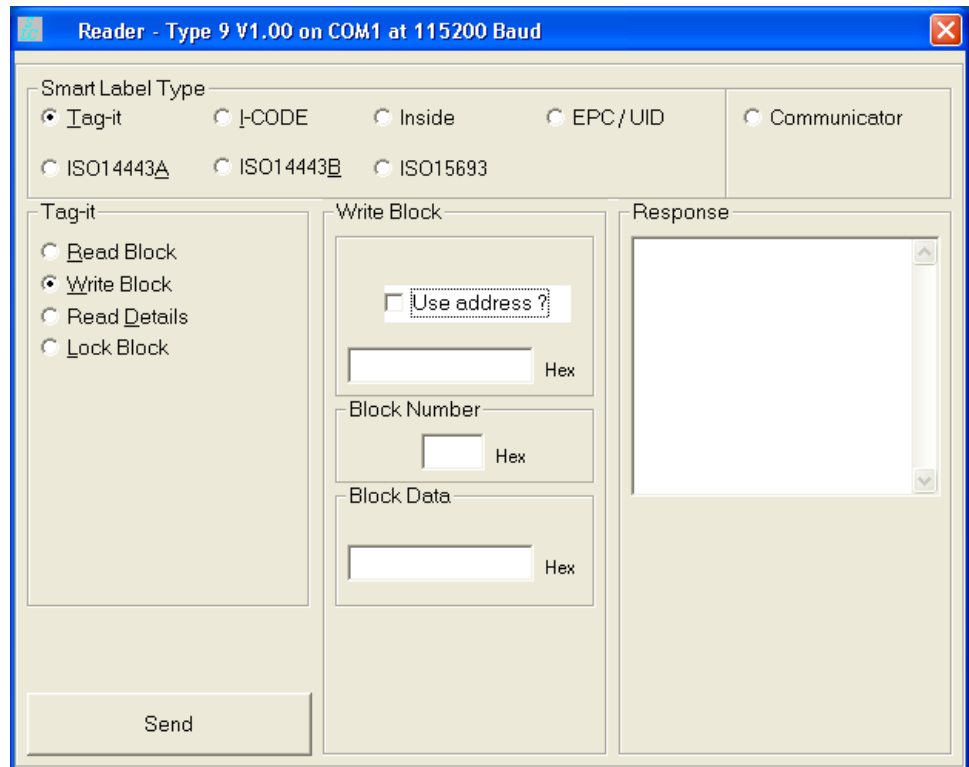 Reader - Type 9 V1.00 on COM1 at 115200 Baud
Smart Label Type
Tag-it I-CODE Inside EPC / UID Communicator
ISO14443A ISO14443B ISO15693
Tag-it
Read Block
Write Block
Read Details
Lock Block
Write Block
Use address ?
Hex
Block Number
Hex
Block Data
Hex
Response
Send